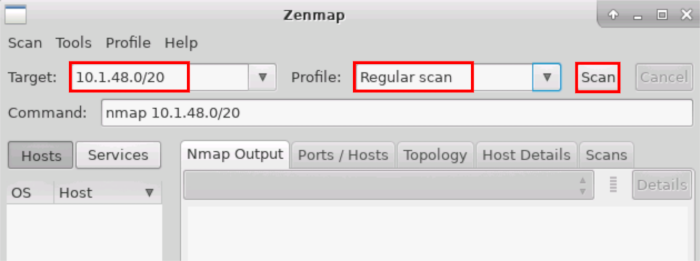 Zenmap
Scan Tools Profile Help
Target: 10.1.48.0/20 Profile: Regular scan Scan Cancel
Command: nmap 10.1.48.0/20
Hosts Services Nmap Output Ports / Hosts Topology Host Details Scans
OS Host Details